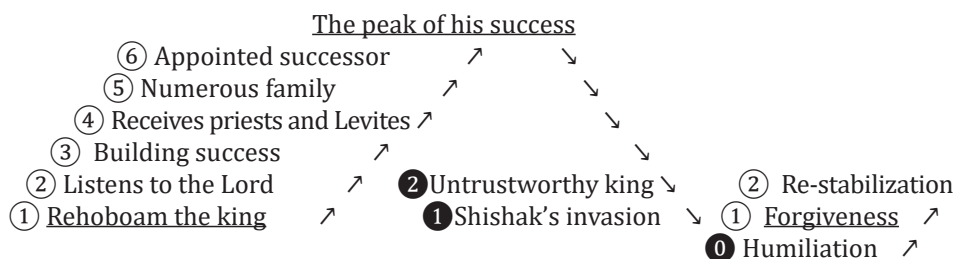 The peak of his success
⑥ Appointed successor ↗ ↘
⑤ Numerous family ↗ ↘
④ Receives priests and Levites ↗ ↘
③ Building success ↗ ↘
② Listens to the Lord ↗ ❷ Untrustworthy king ↘ ② Re-stabilization
① Rehoboam the king ↗ ❶ Shishak's invasion ↘ ① Forgiveness ↗
⓿ Humiliation ↗